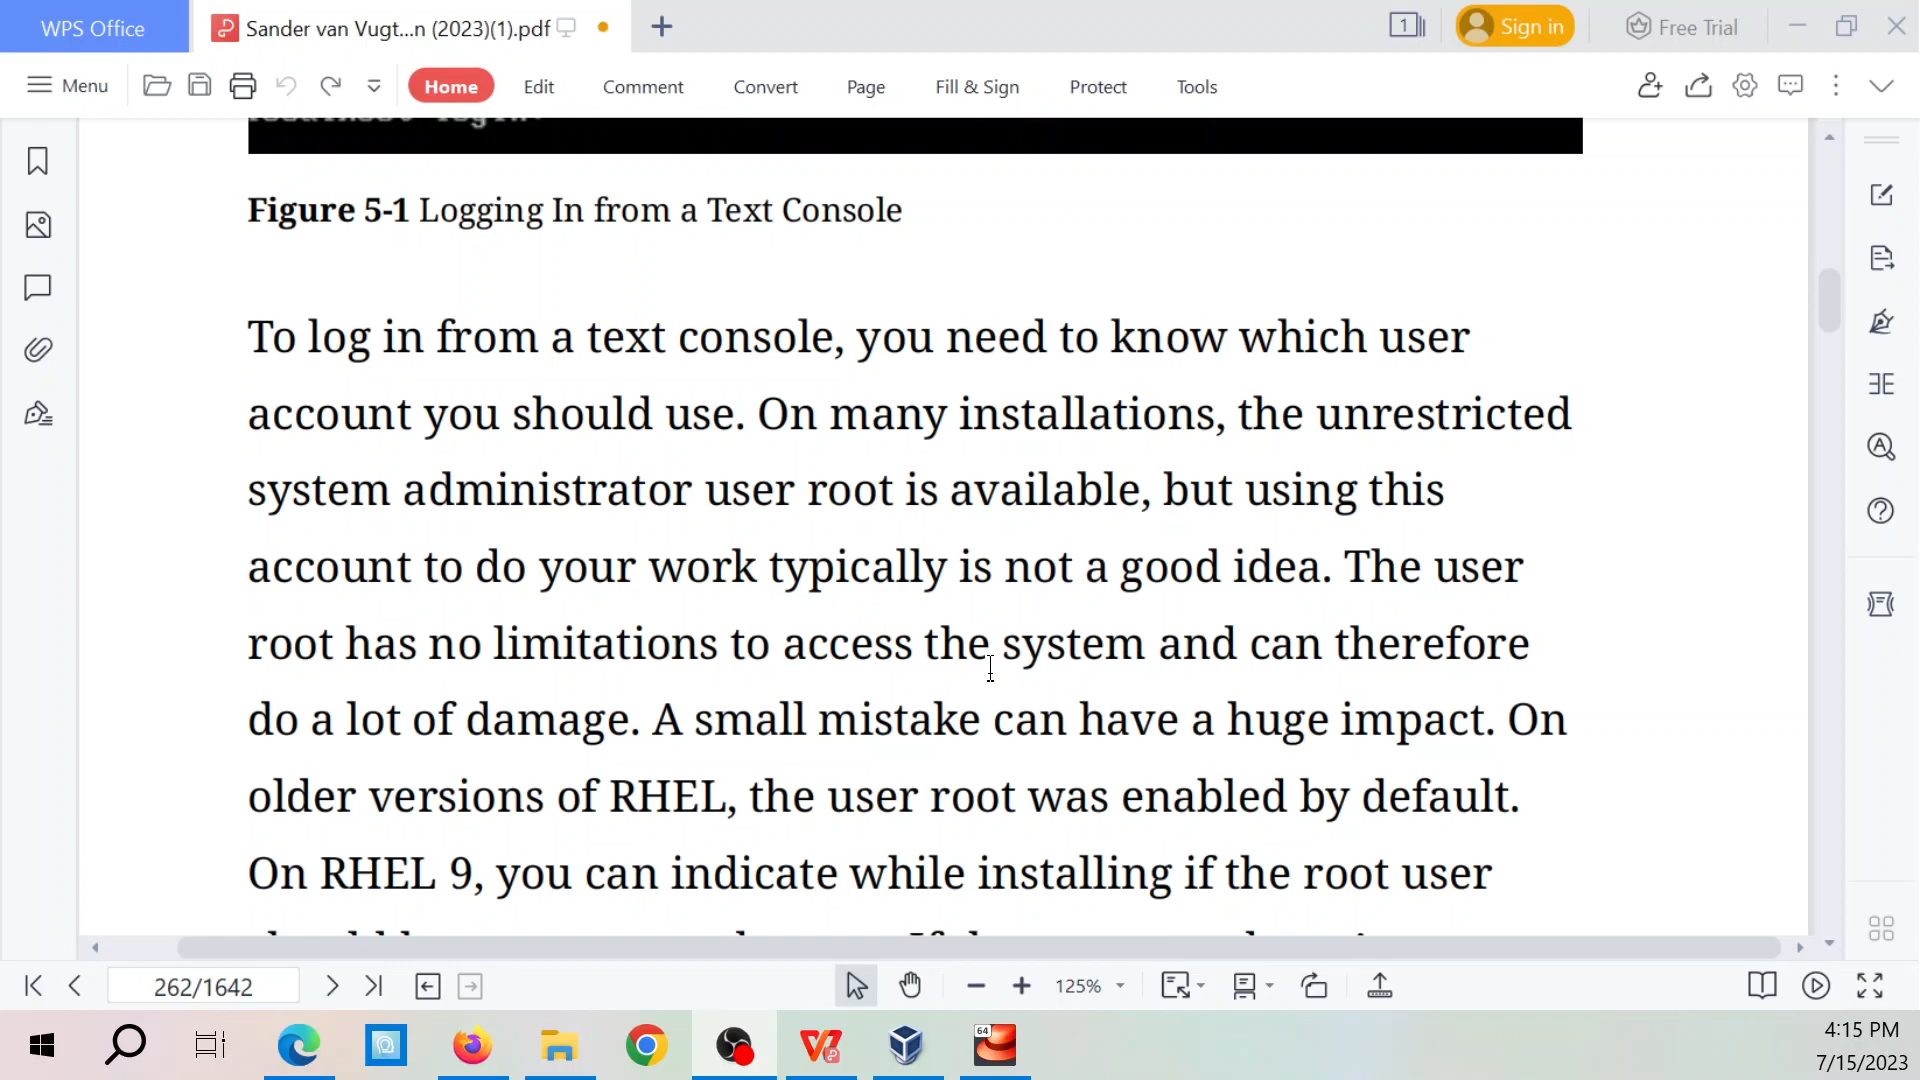 WPS Office
Sander van Vugt...n (2023)(1).pdf
1
Sign in
Free Trial
Menu
Home
Edit
Comment
Convert
Page
Fill & Sign
Protect
Tools
Figure 5-1 Logging In from a Text Console
To log in from a text console, you need to know which user
account you should use. On many installations, the unrestricted
system administrator user root is available, but using this
account to do your work typically is not a good idea. The user
root has no limitations to access the system and can therefore
do a lot of damage. A small mistake can have a huge impact. On
older versions of RHEL, the user root was enabled by default.
On RHEL 9, you can indicate while installing if the root user
262/1642
125%
64
4:15 PM
7/15/2023